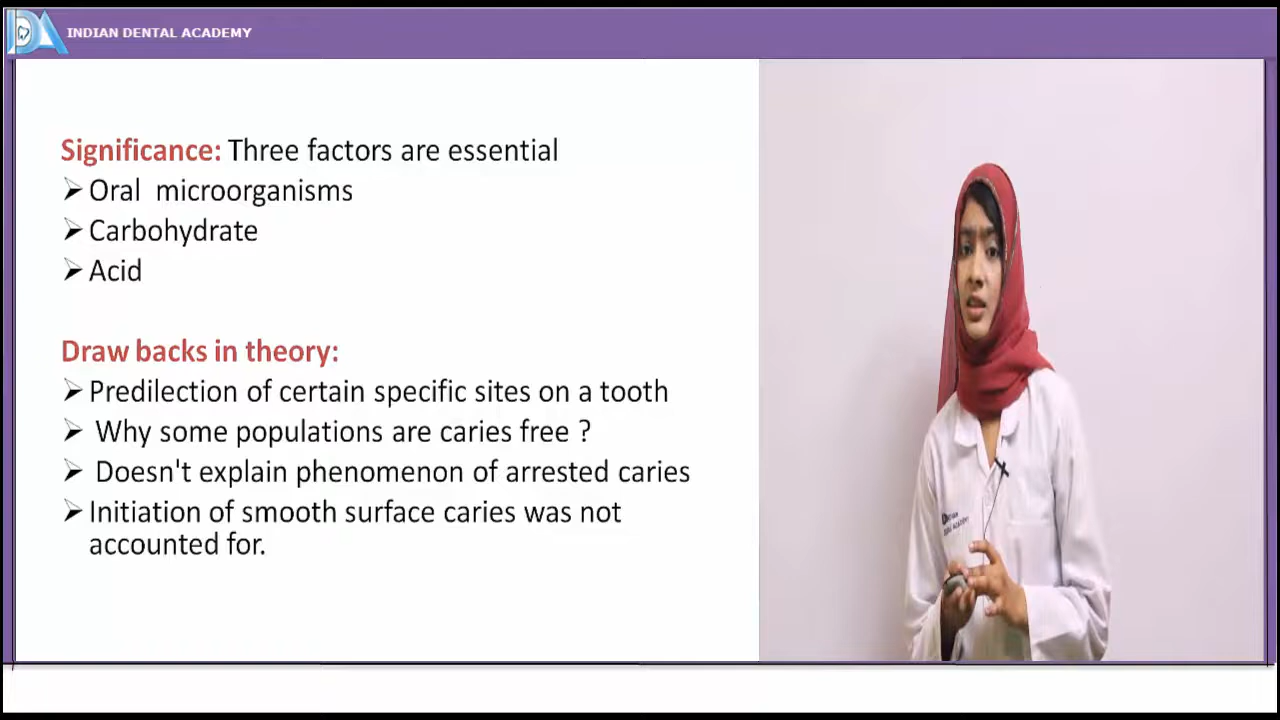 INDIAN DENTAL ACADEMY
Significance: Three factors are essential
➢ Oral microorganisms
➢ Carbohydrate
➢ Acid
Draw backs in theory:
➢ Predilection of certain specific sites on a tooth
➢ Why some populations are caries free ?
➢ Doesn't explain phenomenon of arrested caries
➢ Initiation of smooth surface caries was not
accounted for.